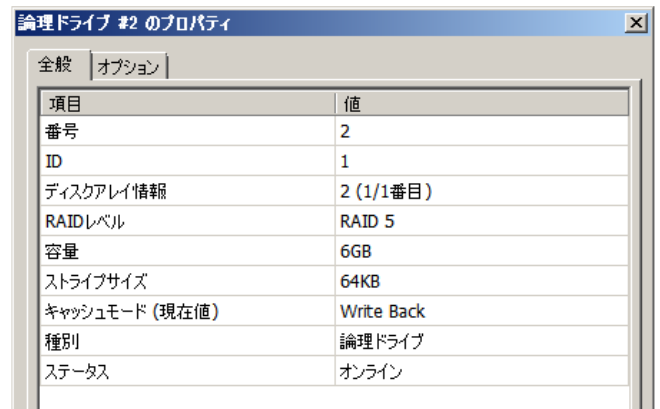 論理ドライブ #2 のプロパティ
全般 オプション
項目 値
番号 2
ID 1
ディスクアレイ情報 2 (1/1番目)
RAIDレベル RAID 5
容量 6GB
ストライプサイズ 64KB
キャッシュモード (現在値) Write Back
種別 論理ドライブ
ステータス オンライン